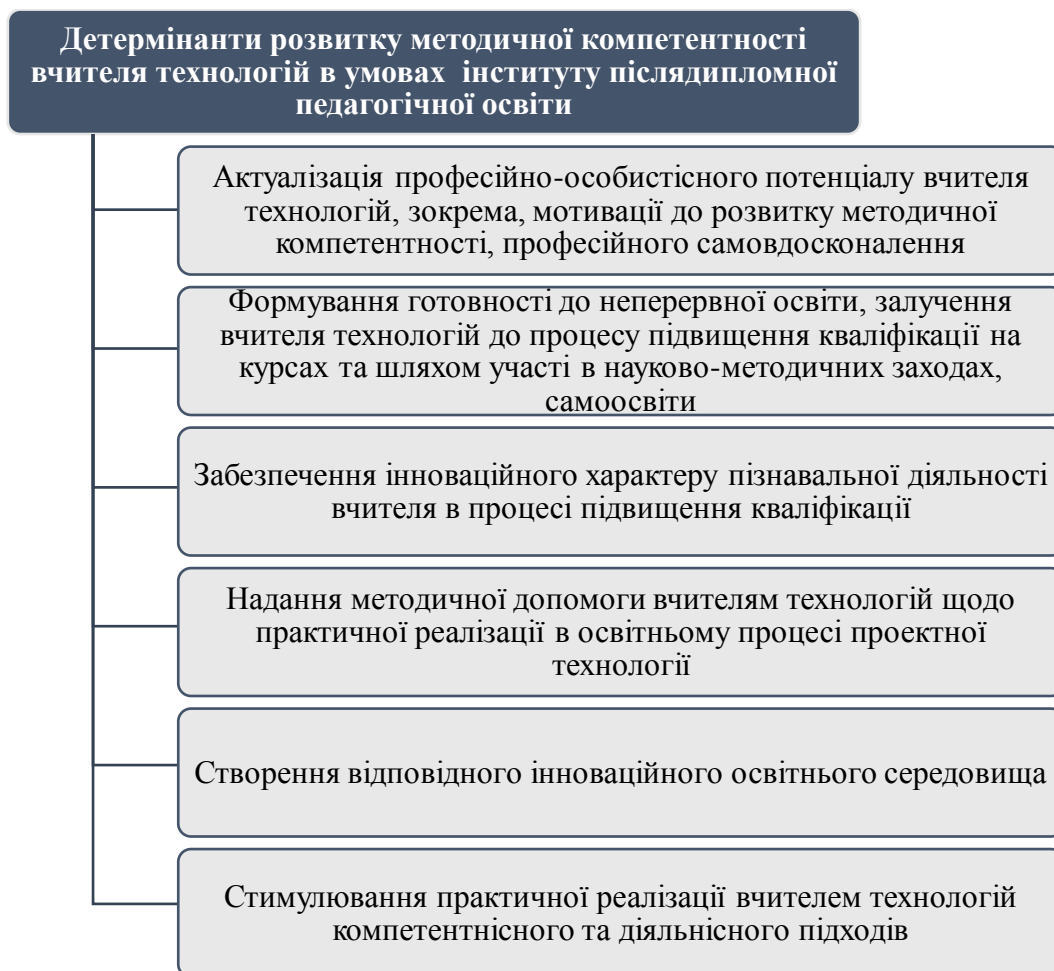 Детермінанти розвитку методичної компетентності
вчителя технологій в умовах інституту післядипломної
педагогічної освіти
Актуалізація професійно-особистісного потенціалу вчителя
технологій, зокрема, мотивації до розвитку методичної
компетентності, професійного самовдосконалення
Формування готовності до неперервної освіти, залучення
вчителя технологій до процесу підвищення кваліфікації на
курсах та шляхом участі в науково-методичних заходах,
самоосвіти
Забезпечення інноваційного характеру пізнавальної діяльності
вчителя в процесі підвищення кваліфікації
Надання методичної допомоги вчителям технологій щодо
практичної реалізації в освітньому процесі проектної
технології
Створення відповідного інноваційного освітнього середовища
Стимулювання практичної реалізації вчителем технологій
компетентнісного та діяльнісного підходів